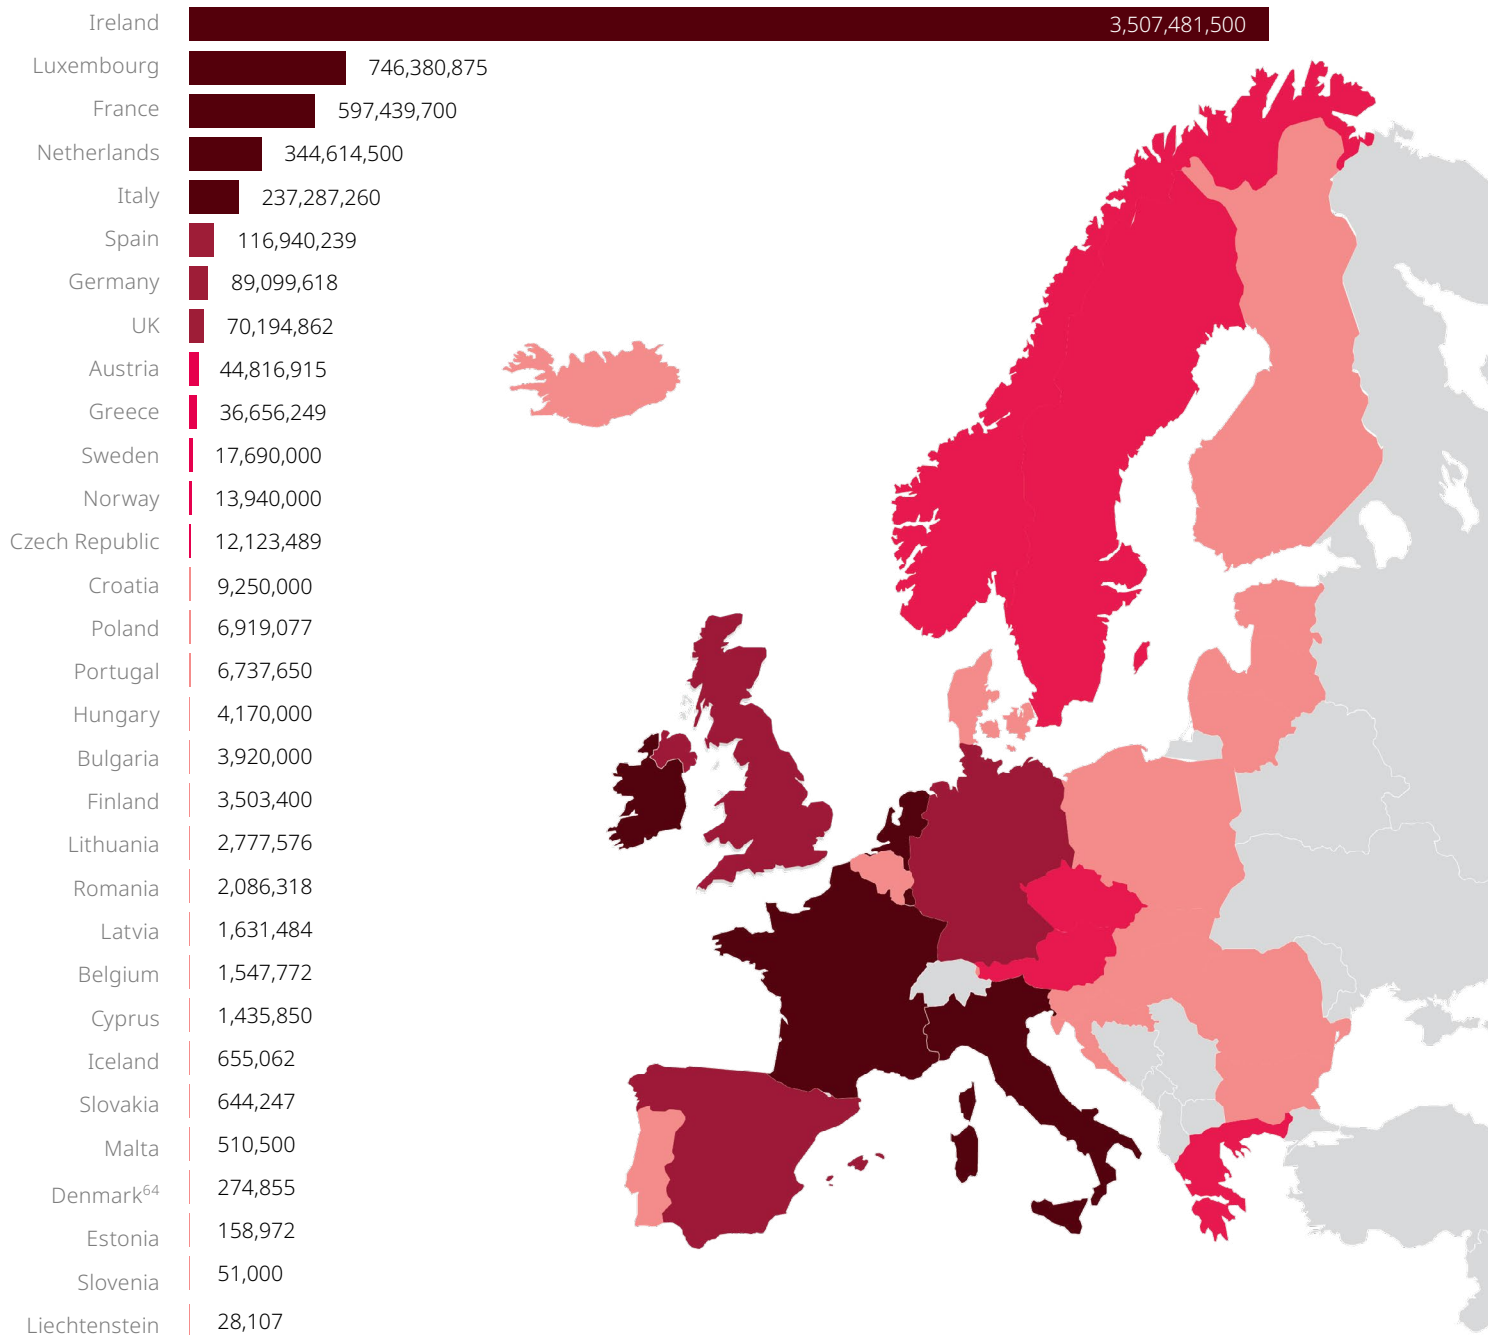 Ireland 3,507,481,500
Luxembourg 746,380,875
France 597,439,700
Netherlands 344,614,500
Italy 237,287,260
Spain 116,940,239
Germany 89,099,618
UK 70,194,862
Austria 44,816,915
Greece 36,656,249
Sweden 17,690,000
Norway 13,940,000
Czech Republic 12,123,489
Croatia 9,250,000
Poland 6,919,077
Portugal 6,737,650
Hungary 4,170,000
Bulgaria 3,920,000
Finland 3,503,400
Lithuania 2,777,576
Romania 2,086,318
Latvia 1,631,484
Belgium 1,547,772
Cyprus 1,435,850
Iceland 655,062
Slovakia 644,247
Malta 510,500
Denmark⁶⁴ 274,855
Estonia 158,972
Slovenia 51,000
Liechtenstein 28,107